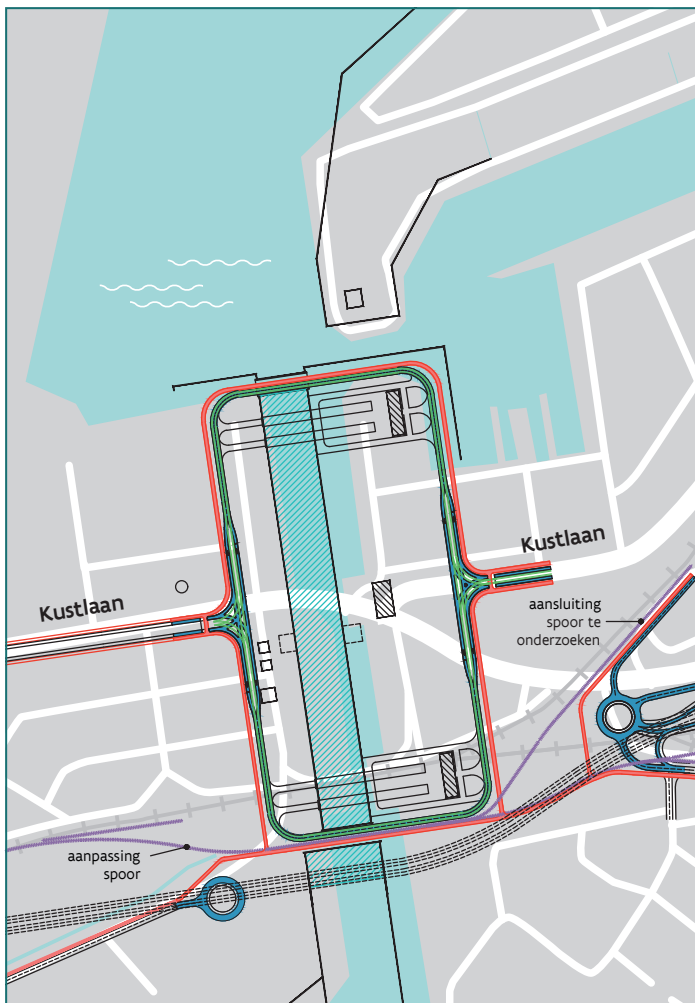 Kustlaan
Kustlaan
aansluiting
spoor te
onderzoeken
aanpassing
spoor